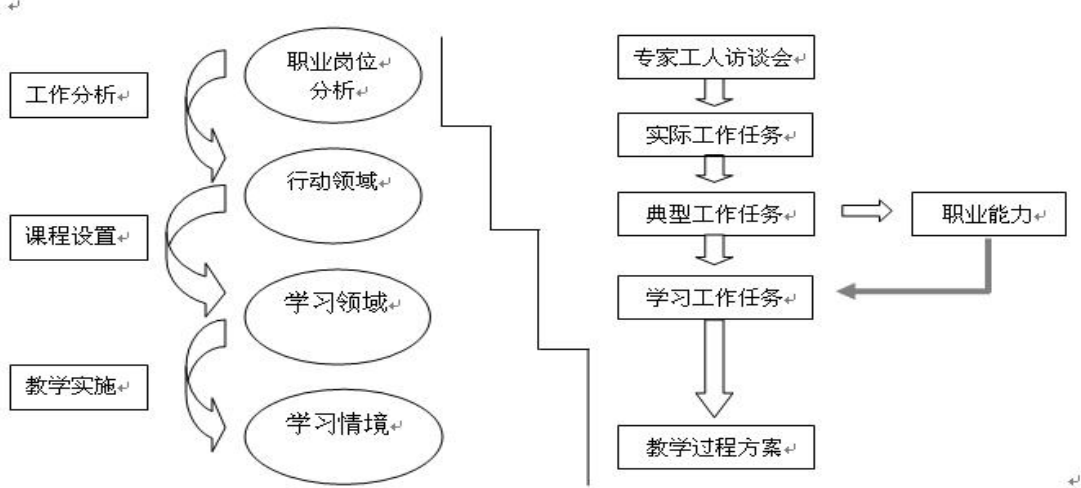 工作分析
课程设置
教学实施
职业岗位
分析
行动领域
学习领域
学习情境
专家工人访谈会
实际工作任务
典型工作任务
职业能力
学习工作任务
教学过程方案